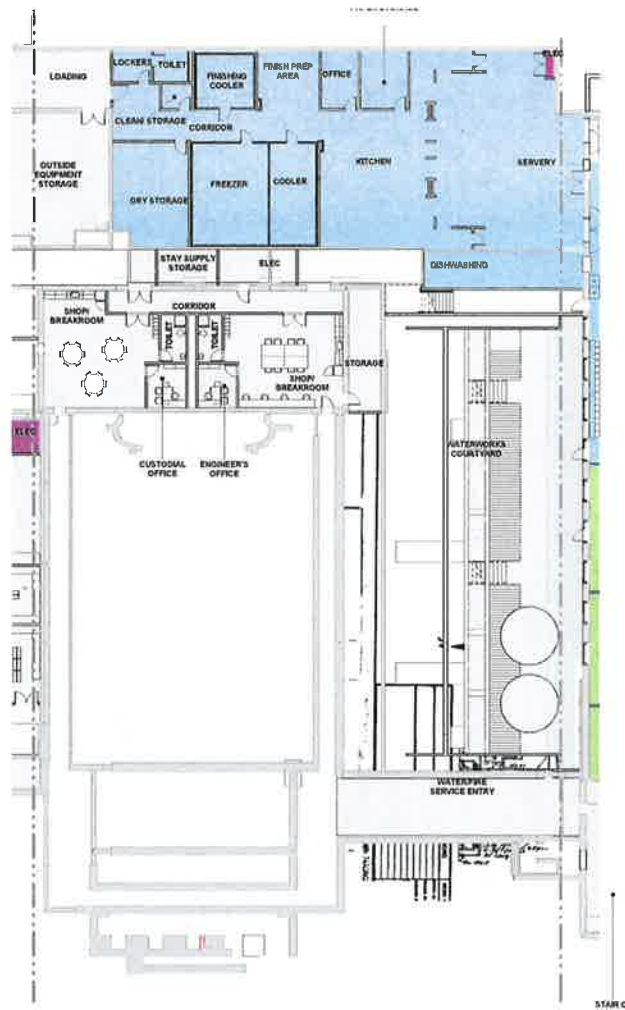 ELEC
LOCKERS
TOILET
LOADING
FINISHING
COOLER
FINISH PREP
AREA
OFFICE
CLEAN STORAGE
CORRIDOR
OUTSIDE
EQUIPMENT
STORAGE
KITCHEN
SERVERY
FREEZER
COOLER
DRY STORAGE
STAY SUPPLY
STORAGE
ELEC
DISHWASHING
CORRIDOR
SHOP/
BREAKROOM
TOILET
TOILET
STORAGE
SHOP/
BREAKROOM
ELEC
CUSTODIAL
OFFICE
ENGINEER'S
OFFICE
WATERWORKS
COURTYARD
WATER/FIRE
SERVICE ENTRY